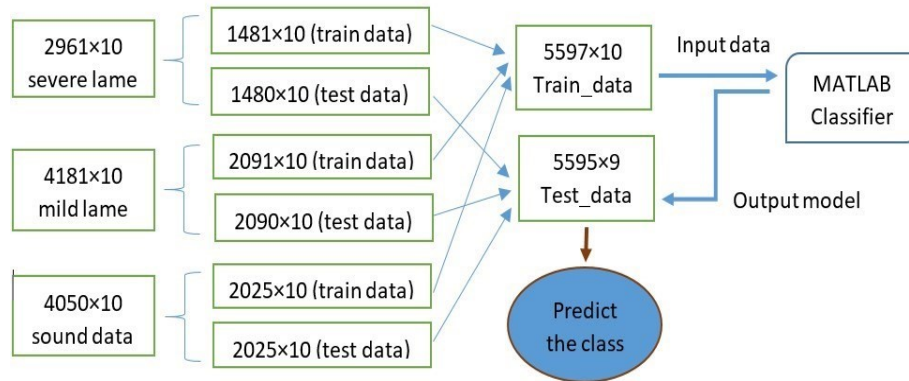 2961×10
severe lame
1481×10 (train data)
1480×10 (test data)
4181×10
mild lame
2091×10 (train data)
2090×10 (test data)
4050×10
sound data
2025×10 (train data)
2025×10 (test data)
5597×10
Train_data
5595×9
Test_data
Input data
MATLAB
Classifier
Output model
Predict
the class